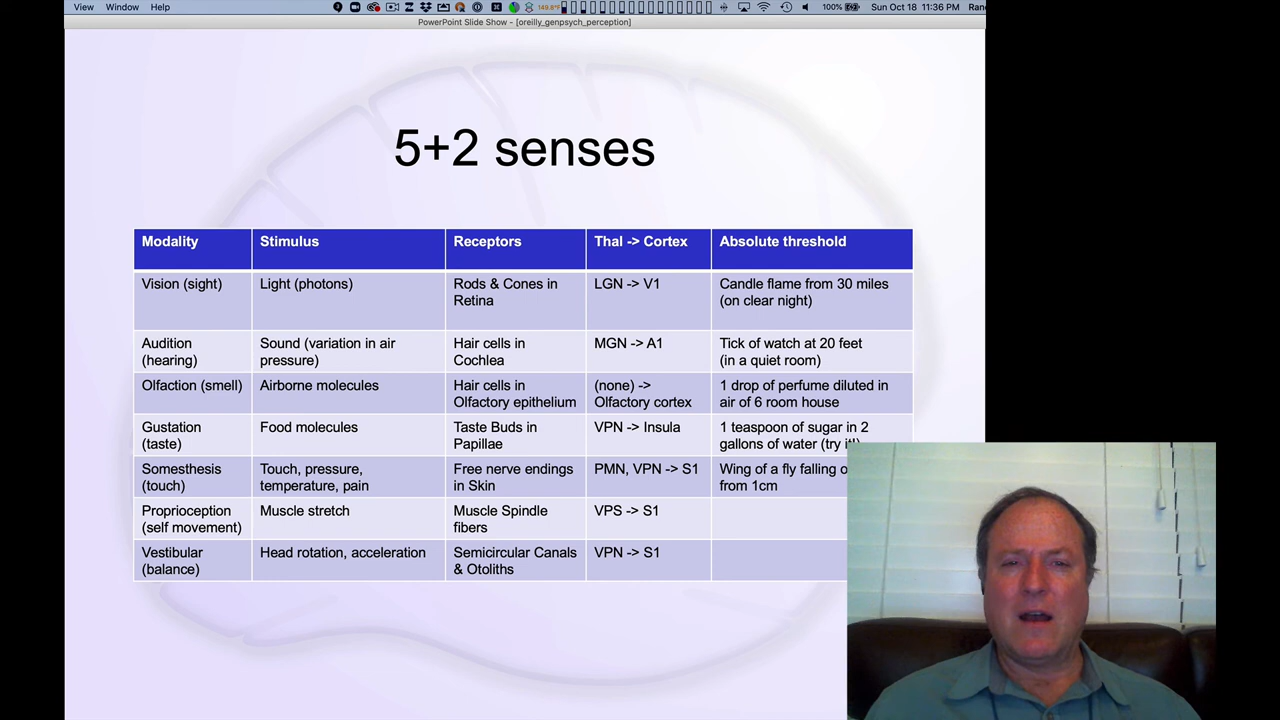 View Window Help 149.8°F 100% Sun Oct 18 11:36 PM
PowerPoint Slide Show - [oreilly_genpsych_perception]
5+2 senses
Modality Stimulus Receptors Thal -> Cortex Absolute threshold
Vision (sight) Light (photons) Rods & Cones in LGN -> V1 Candle flame from 30 miles
Retina (on clear night)
Audition Sound (variation in air Hair cells in MGN -> A1 Tick of watch at 20 feet
(hearing) pressure) Cochlea (in a quiet room)
Olfaction (smell) Airborne molecules Hair cells in (none) -> 1 drop of perfume diluted in
Olfactory epithelium Olfactory cortex air of 6 room house
Gustation Food molecules Taste Buds in VPN -> Insula 1 teaspoon of sugar in 2
(taste) Papillae gallons of water (try it!)
Somesthesis Touch, pressure, Free nerve endings PMN, VPN -> S1 Wing of a fly falling
(touch) temperature, pain in Skin from 1cm
Proprioception Muscle stretch Muscle Spindle VPS -> S1
(self movement) fibers
Vestibular Head rotation, acceleration Semicircular Canals VPN -> S1
(balance) & Otoliths